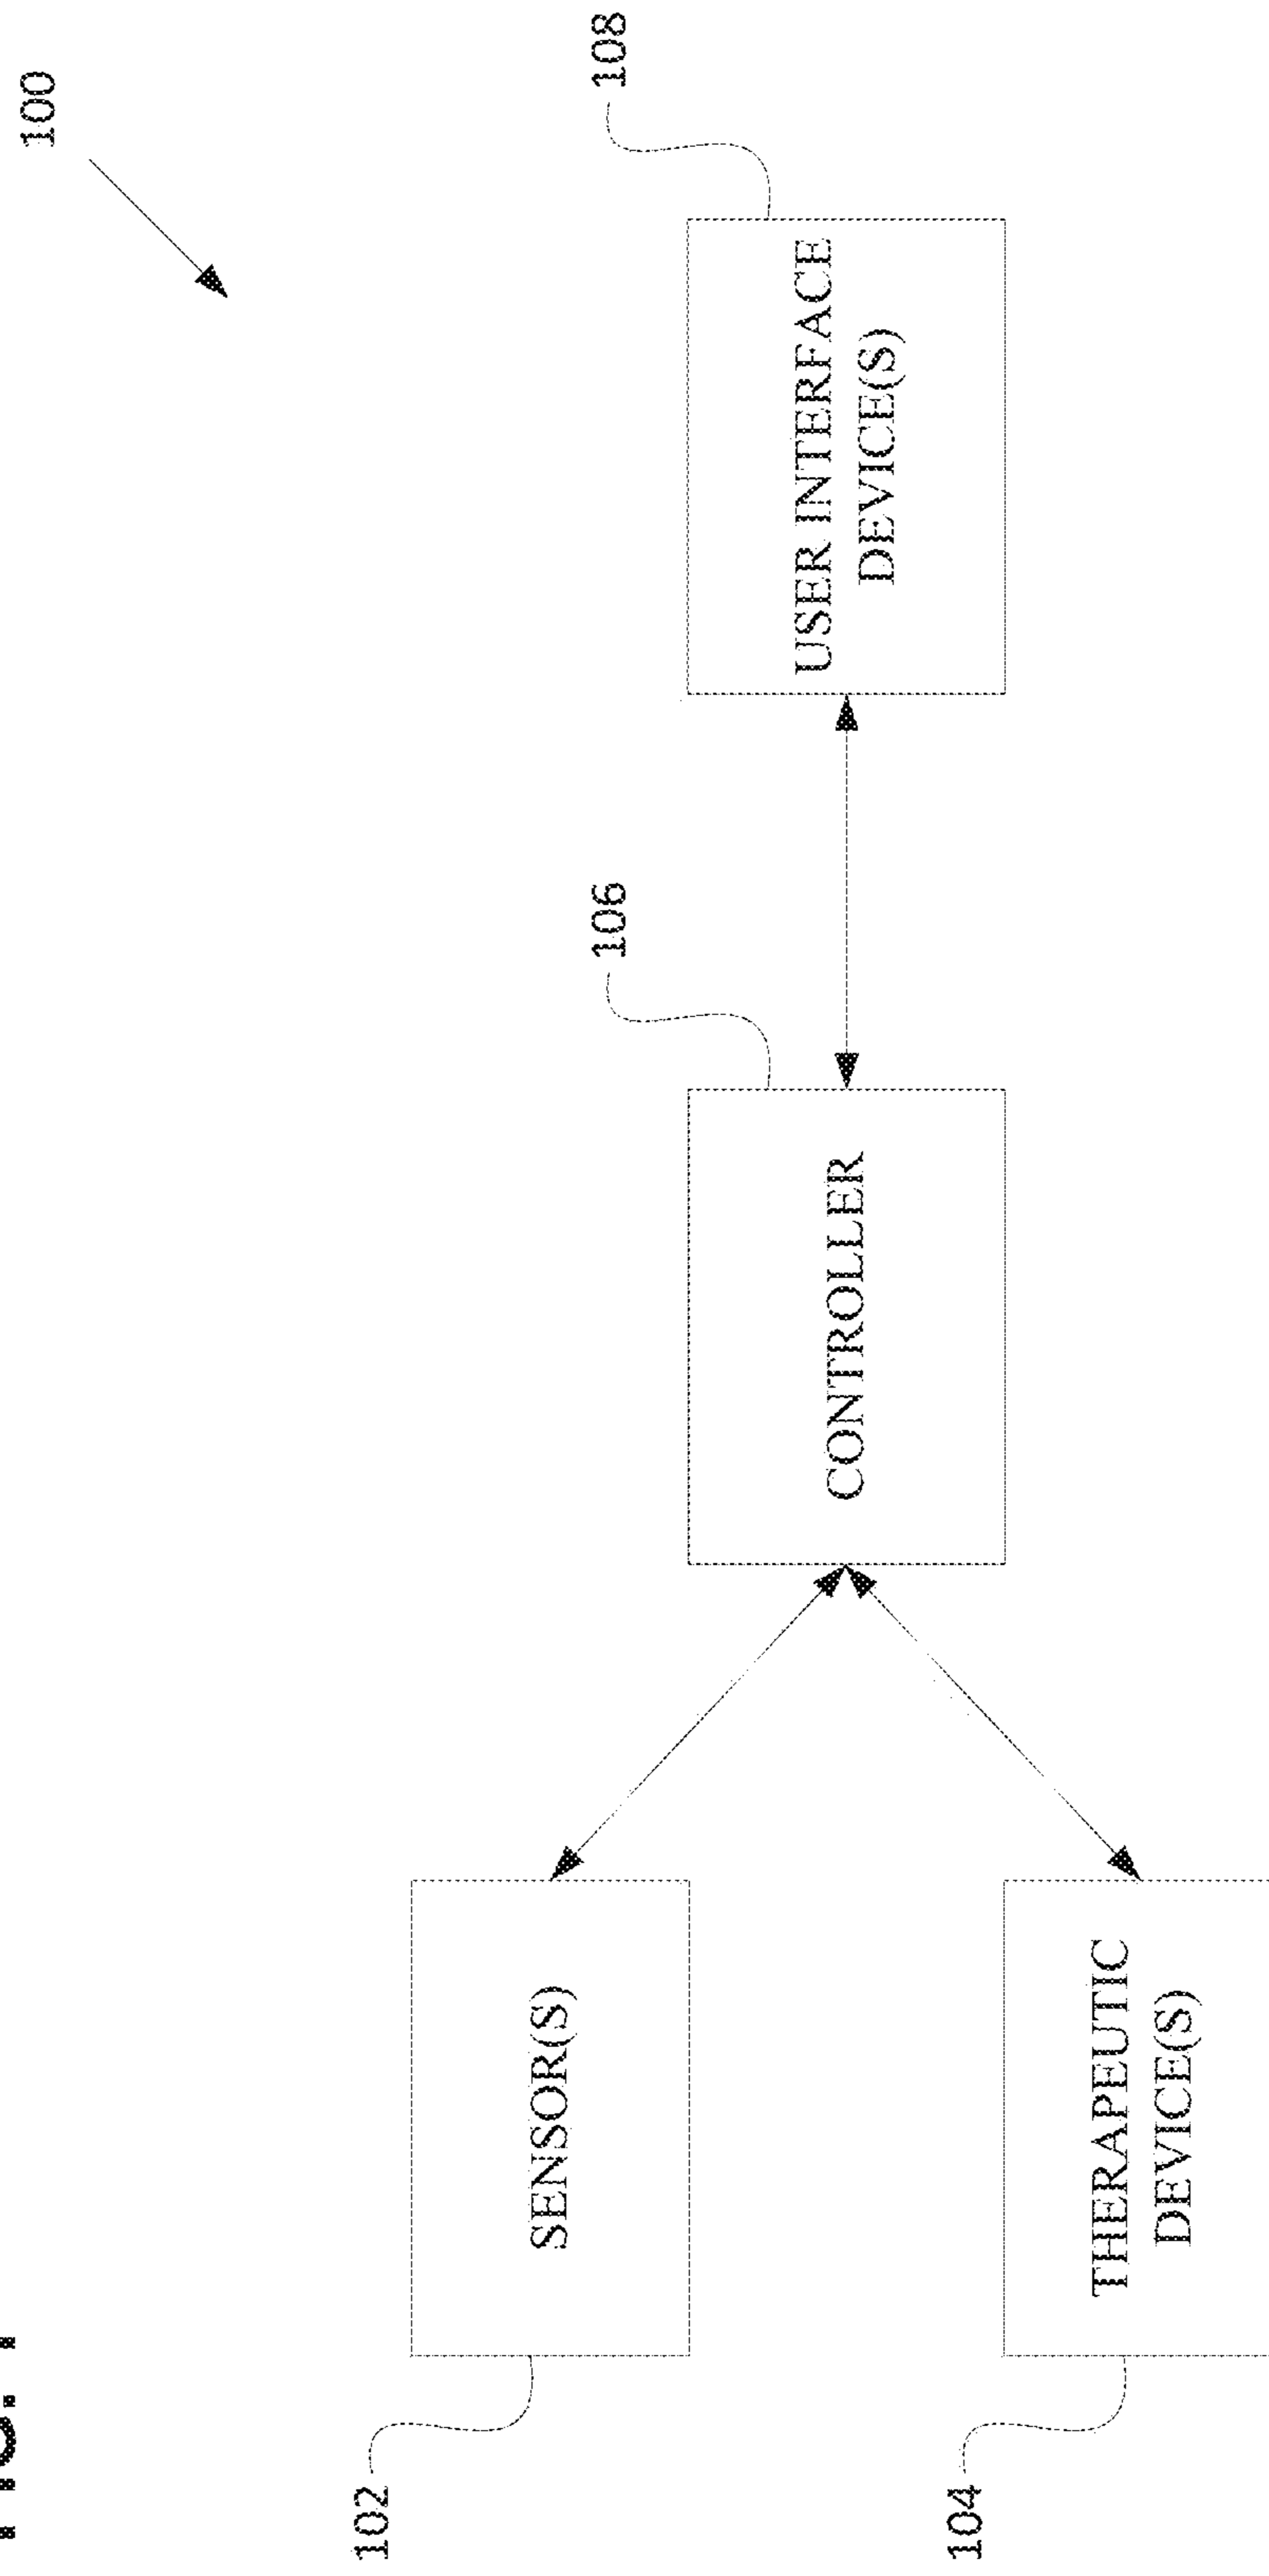 100
102
SENSOR(S)
106
108
CONTROLLER
USER INTERFACE
DEVICE(S)
104
THERAPEUTIC
DEVICE(S)